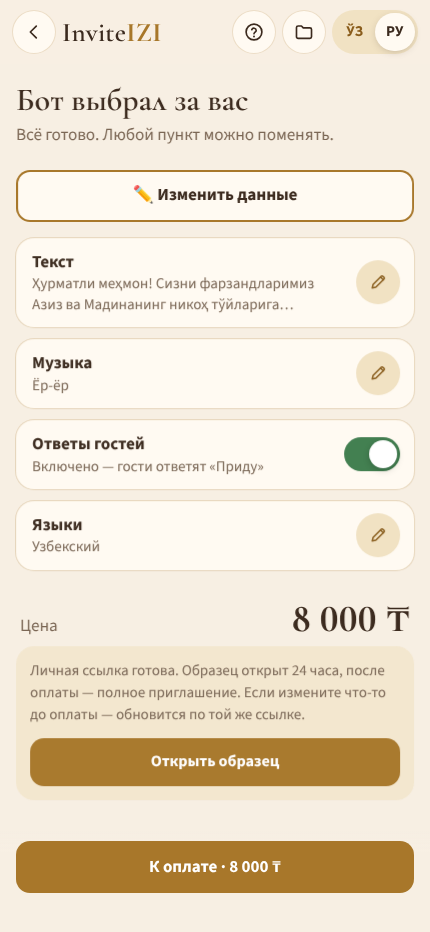 InviteIZI
ЎЗ
РУ
Бот выбрал за вас
Всё готово. Любой пункт можно поменять.
✏️ Изменить данные
Текст
Ҳурматли меҳмон! Сизни фарзандларимиз
Азиз ва Мадинанинг никоҳ тўйларига…
Музыка
Ёр-ёр
Ответы гостей
Включено — гости ответят «Приду»
Языки
Узбекский
Цена
8 000 ₸
Личная ссылка готова. Образец открыт 24 часа, после
оплаты — полное приглашение. Если измените что-то
до оплаты — обновится по той же ссылке.
Открыть образец
К оплате · 8 000 ₸